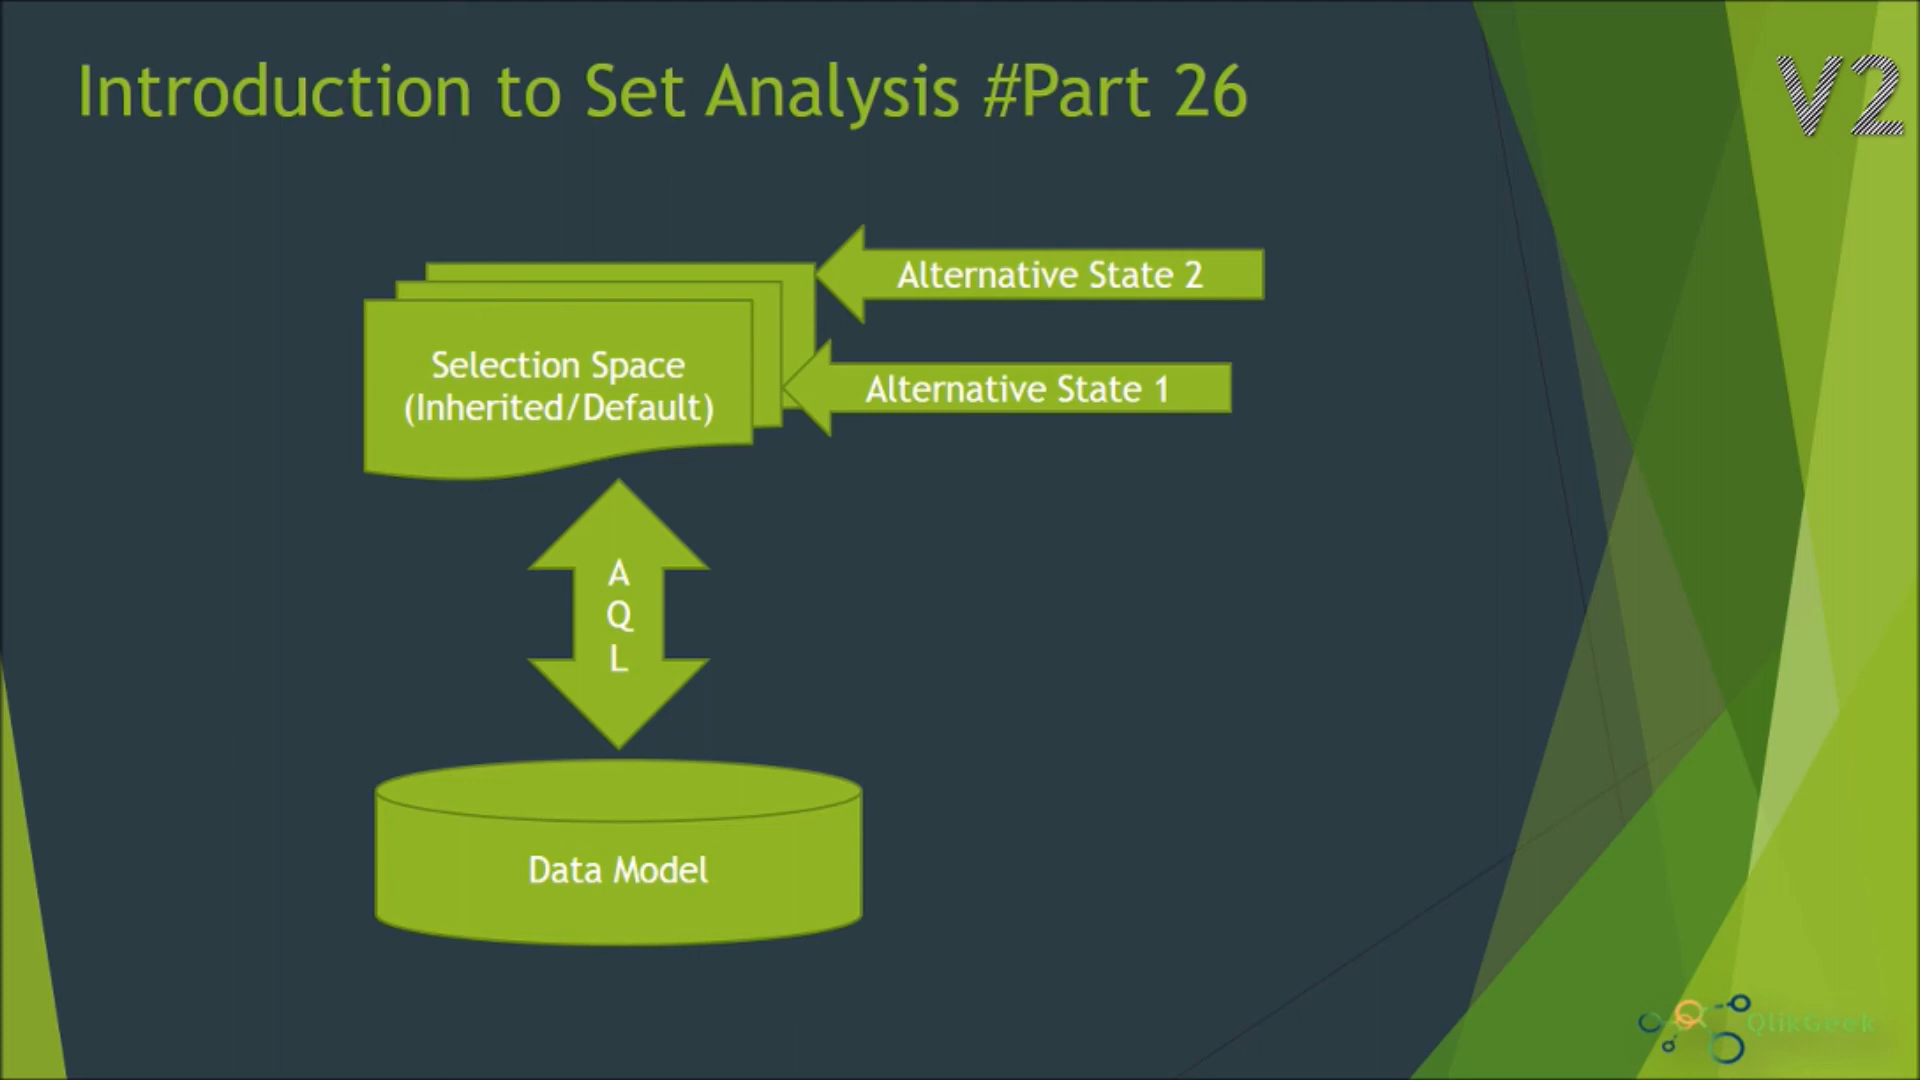 Introduction to Set Analysis #Part 26
V2
Alternative State 2
Selection Space
(Inherited/Default)
Alternative State 1
A
Q
L
Data Model
QlikGeek